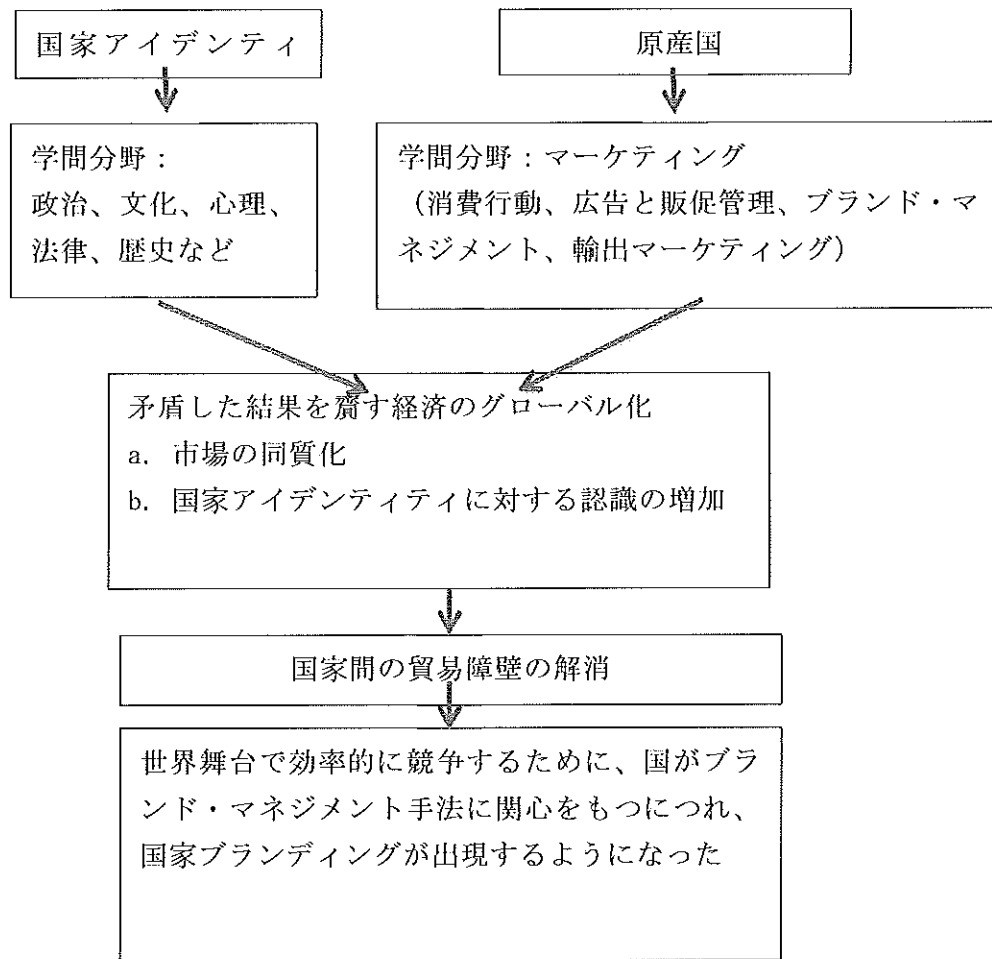 国家アイデンティ
原産国
学問分野：
政治、文化、心理、
法律、歴史など
学問分野：マーケティング
（消費行動、広告と販促管理、ブランド・マ
ネジメント、輸出マーケティング）
矛盾した結果を齎す経済のグローバル化
a. 市場の同質化
b. 国家アイデンティティに対する認識の増加
国家間の貿易障壁の解消
世界舞台で効率的に競争するために、国がブラ
ンド・マネジメント手法に関心をもつにつれ、
国家ブランディングが出現するようになった